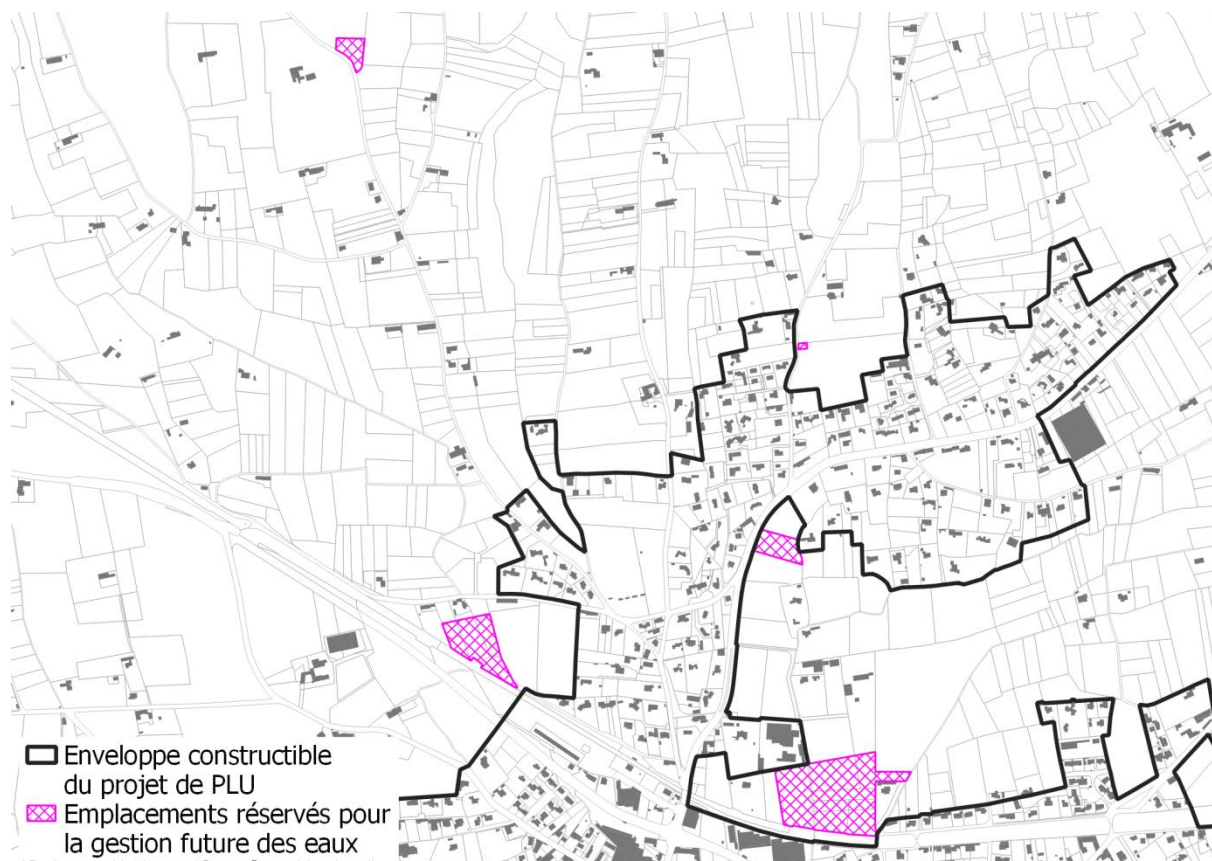 Enveloppe constructible
du projet de PLU
Emplacements réservés pour
la gestion future des eaux